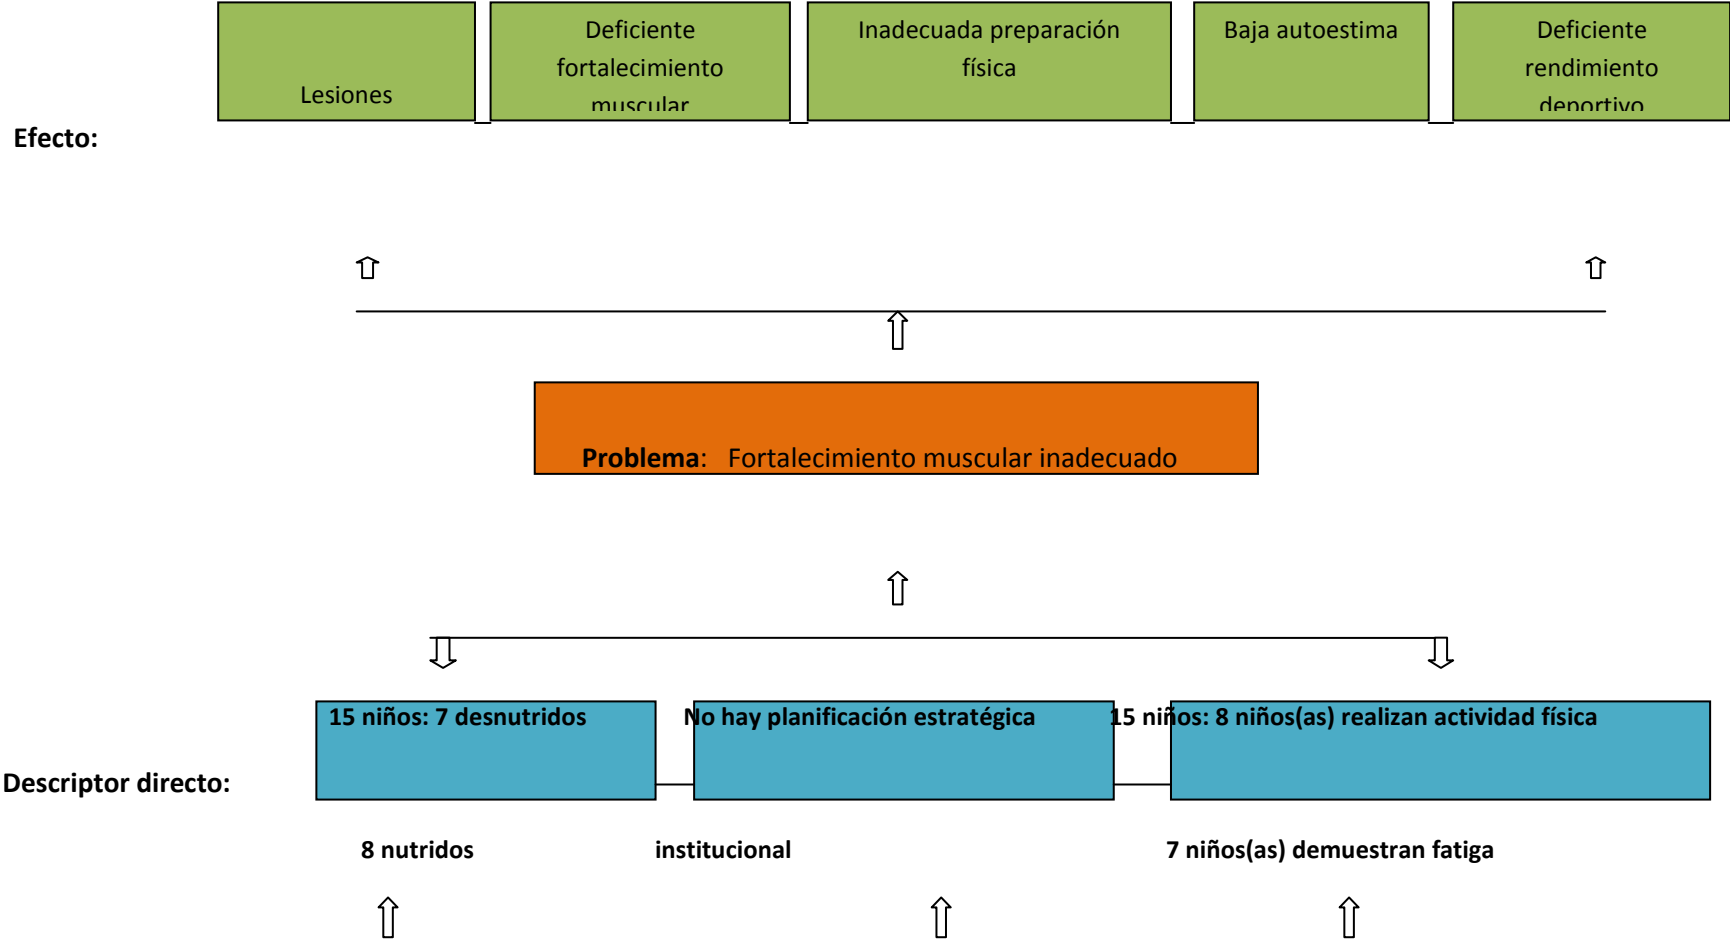 Lesiones
Deficiente
fortalecimiento
muscular
Inadecuada preparación
física
Baja autoestima
Deficiente
rendimiento
deportivo
Efecto:
Problema: Fortalecimiento muscular inadecuado
Descriptor directo:
15 niños: 7 desnutridos
No hay planificación estratégica
15 niños: 8 niños(as) realizan actividad física
8 nutridos
institucional
7 niños(as) demuestran fatiga